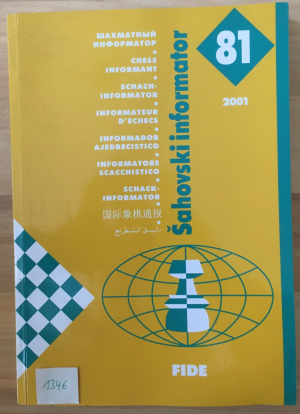 ШАХМАТНЫЙ
ИНФОРМАТОР
CHESS
INFORMANT
SCHACH-
INFORMATOR
INFORMATEUR
D'ECHECS
INFORMADOR
AJEDRECISTICO
INFORMATORE
SCACCHISTICO
SCHACK-
INFORMATOR
国际象棋通报
دليل الشطرنج
Šahovski informator
81
2001
FIDE
134€